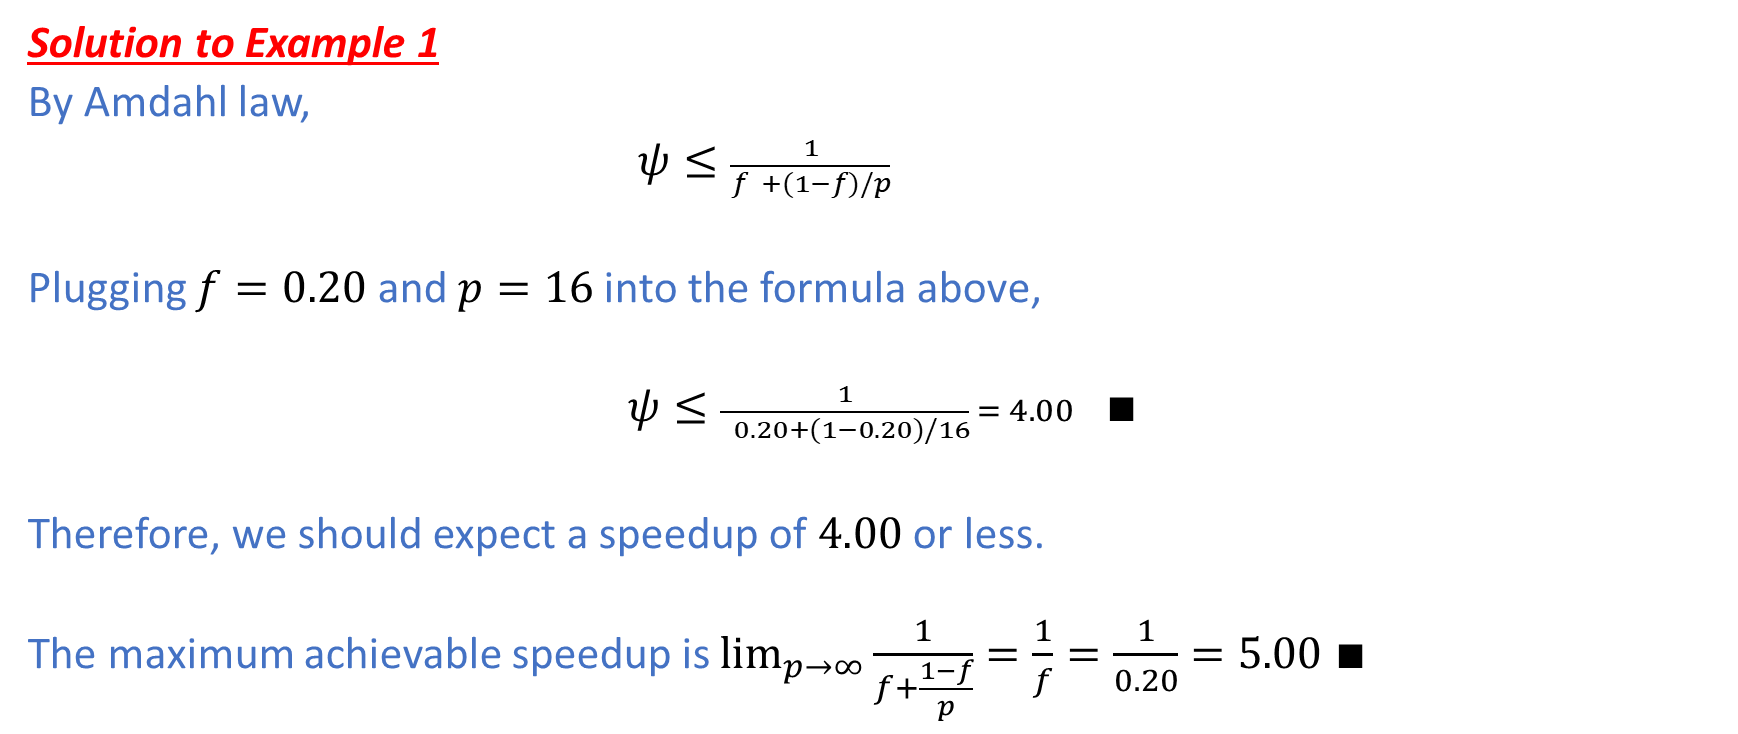 Solution to Example 1
By Amdahl law,
ψ ≤ 1 / (f +(1−f)/p)
Plugging f = 0.20 and p = 16 into the formula above,
ψ ≤ 1 / (0.20+(1−0.20)/16) = 4.00 ■
Therefore, we should expect a speedup of 4.00 or less.
The maximum achievable speedup is lim p→∞ 1 / (f+(1−f)/p) = 1/f = 1/0.20 = 5.00 ■